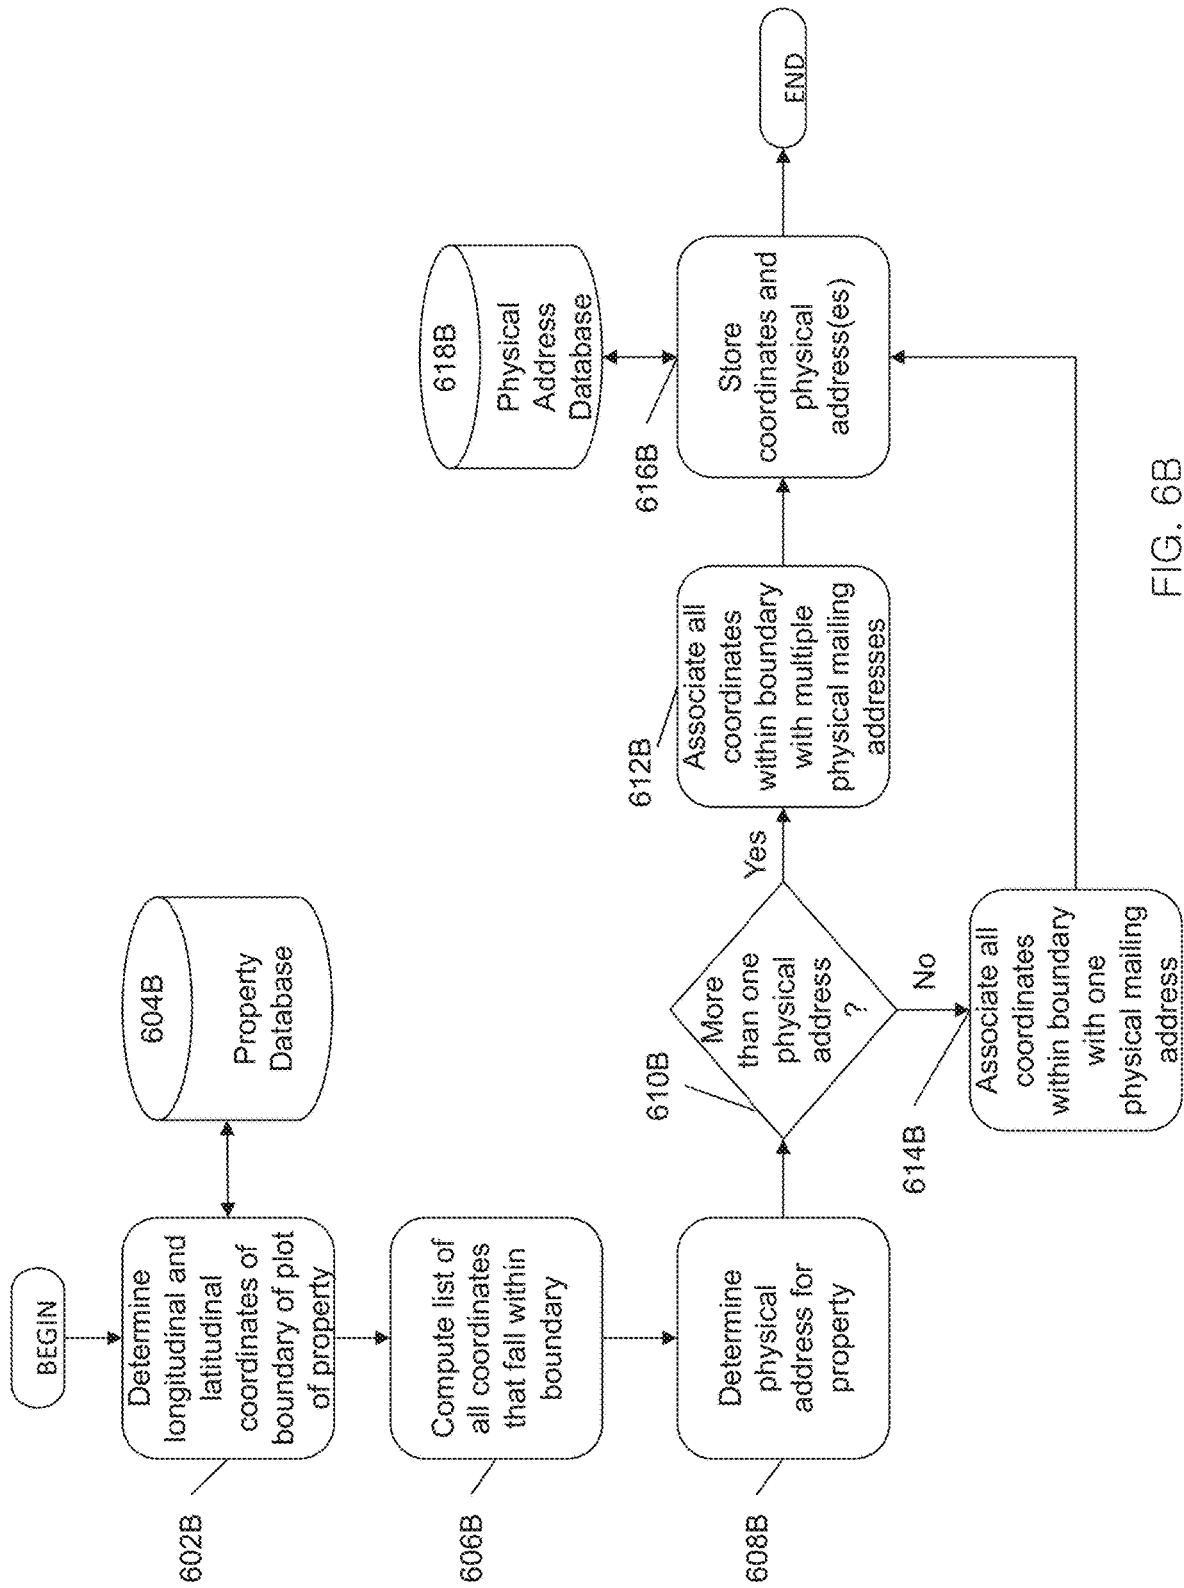 BEGIN
602B
Determine
longitudinal and
latitudinal
coordinates of
boundary of plot
of property
604B
Property
Database
606B
Compute list of
all coordinates
that fall within
boundary
608B
Determine
physical
address for
property
610B
More
than one
physical
address
?
Yes
No
612B
Associate all
coordinates
within boundary
with multiple
physical mailing
addresses
614B
Associate all
coordinates
within boundary
with one
physical mailing
address
616B
Store
coordinates and
physical
address(es)
618B
Physical
Address
Database
END
FIG. 6B